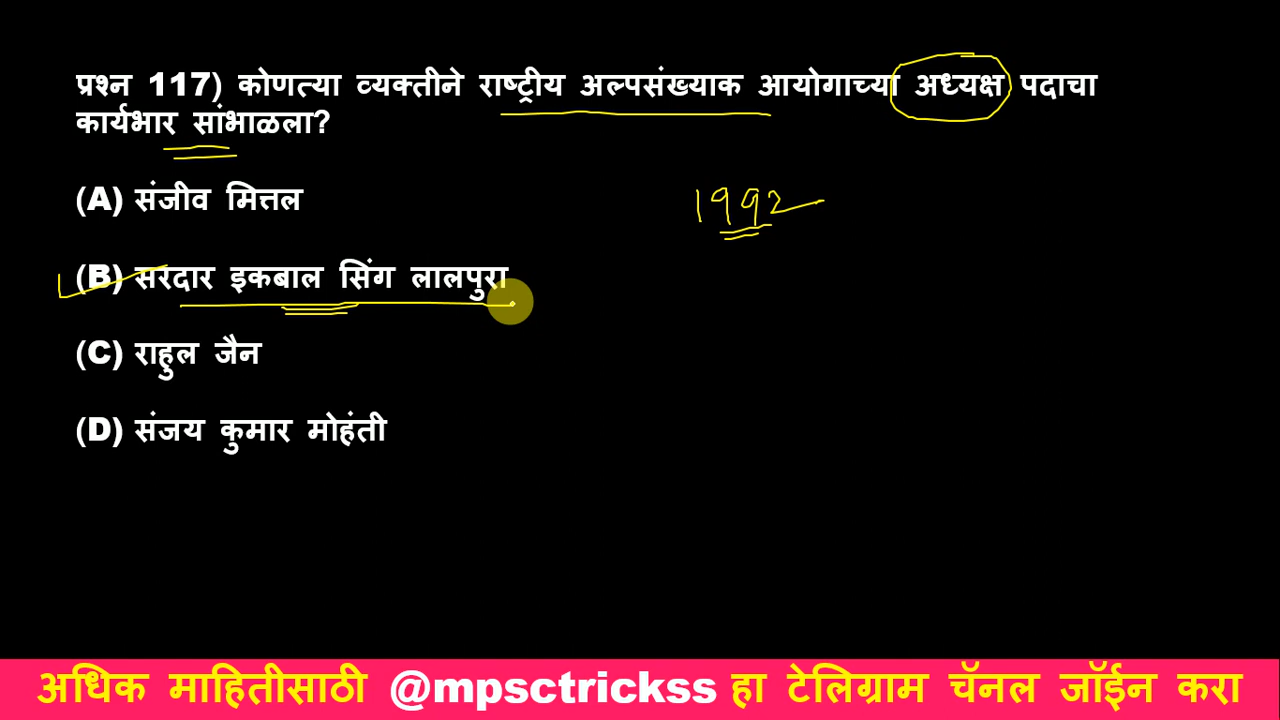 प्रश्न 117) कोणत्या व्यक्तीने राष्ट्रीय अल्पसंख्याक आयोगाच्या अध्यक्ष पदाचा
कार्यभार सांभाळला?
(A) संजीव मित्तल
1992
(B) सरदार इकबाल सिंग लालपुरा
(C) राहुल जैन
(D) संजय कुमार मोहंती
अधिक माहितीसाठी @mpsctrickss हा टेलिग्राम चॅनल जॉईन करा